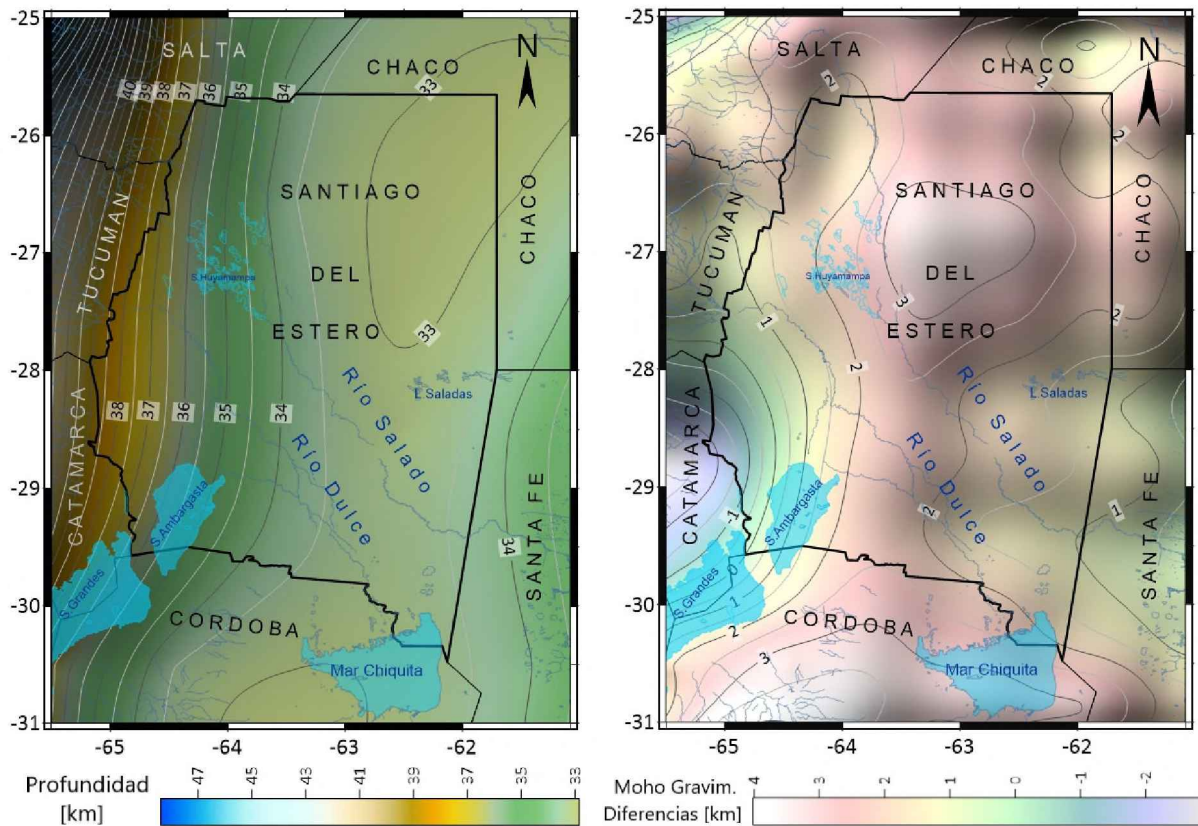 -25
SALTA
N
CHACO
40 39 38 37 36 35 34
33
-26
SANTIAGO
TUCUMAN
CHACO
-27
S.Huyamampa
DEL
ESTERO
33
-28
Río Salado
L Saladas
38 37 36 35 34
CATAMARCA
Río Dulce
-29
S.Ambargasta
34
SANTA FE
S.Grandes
-30
CORDOBA
Mar Chiquita
-31
-65 -64 -63 -62
Profundidad
[km]
47 45 43 41 39 37 35 33
-25
SALTA
N
CHACO
2
2
-26
2
SANTIAGO
TUCUMAN
CHACO
-27
S.Huyamampa
DEL
3
ESTERO
1
2
-28
2
Río Salado
L Saladas
CATAMARCA
Río Dulce
-29
S.Ambargasta
-1
2
1
SANTA FE
0
S.Grandes
1
-30
2
CORDOBA
3
Mar Chiquita
-31
-65 -64 -63 -62
Moho Gravim.
Diferencias [km]
4 3 2 1 0 -1 -2